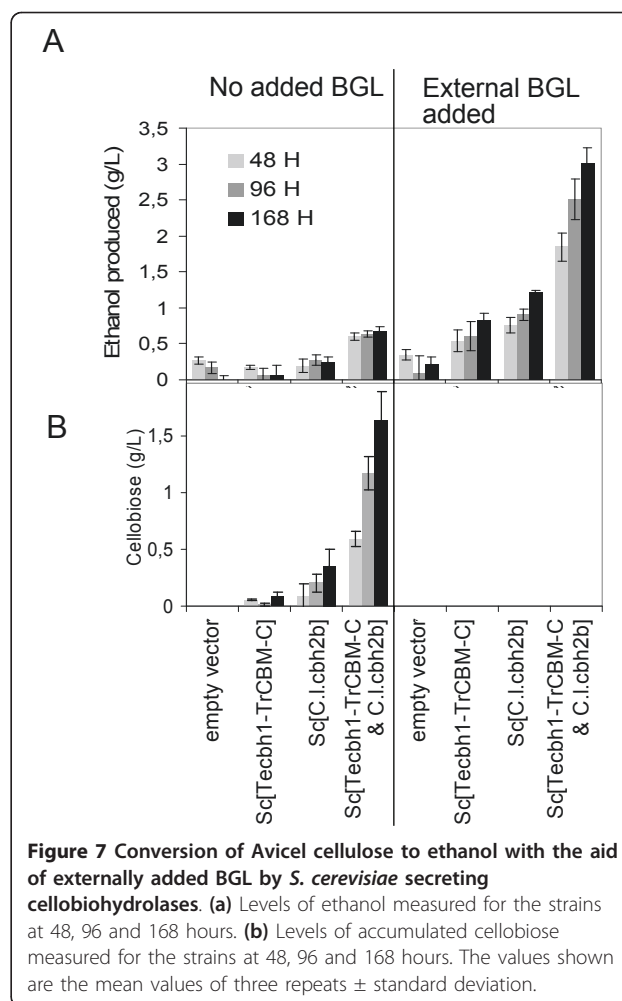 A
No added BGL
External BGL added
Ethanol produced (g/L)
3,5
3
2,5
2
1,5
1
0,5
0
48 H
96 H
168 H
B
Cellobiose (g/L)
1,5
1
0,5
0
empty vector
Sc[Tecbh1-TrCBM-C]
Sc[C.l.cbh2b]
Sc[Tecbh1-TrCBM-C
& C.l.cbh2b]
empty vector
Sc[Tecbh1-TrCBM-C]
Sc[C.l.cbh2b]
Sc[Tecbh1-TrCBM-C
& C.l.cbh2b]
Figure 7 Conversion of Avicel cellulose to ethanol with the aid
of externally added BGL by S. cerevisiae secreting
cellobiohydrolases. (a) Levels of ethanol measured for the strains
at 48, 96 and 168 hours. (b) Levels of accumulated cellobiose
measured for the strains at 48, 96 and 168 hours. The values shown
are the mean values of three repeats ± standard deviation.